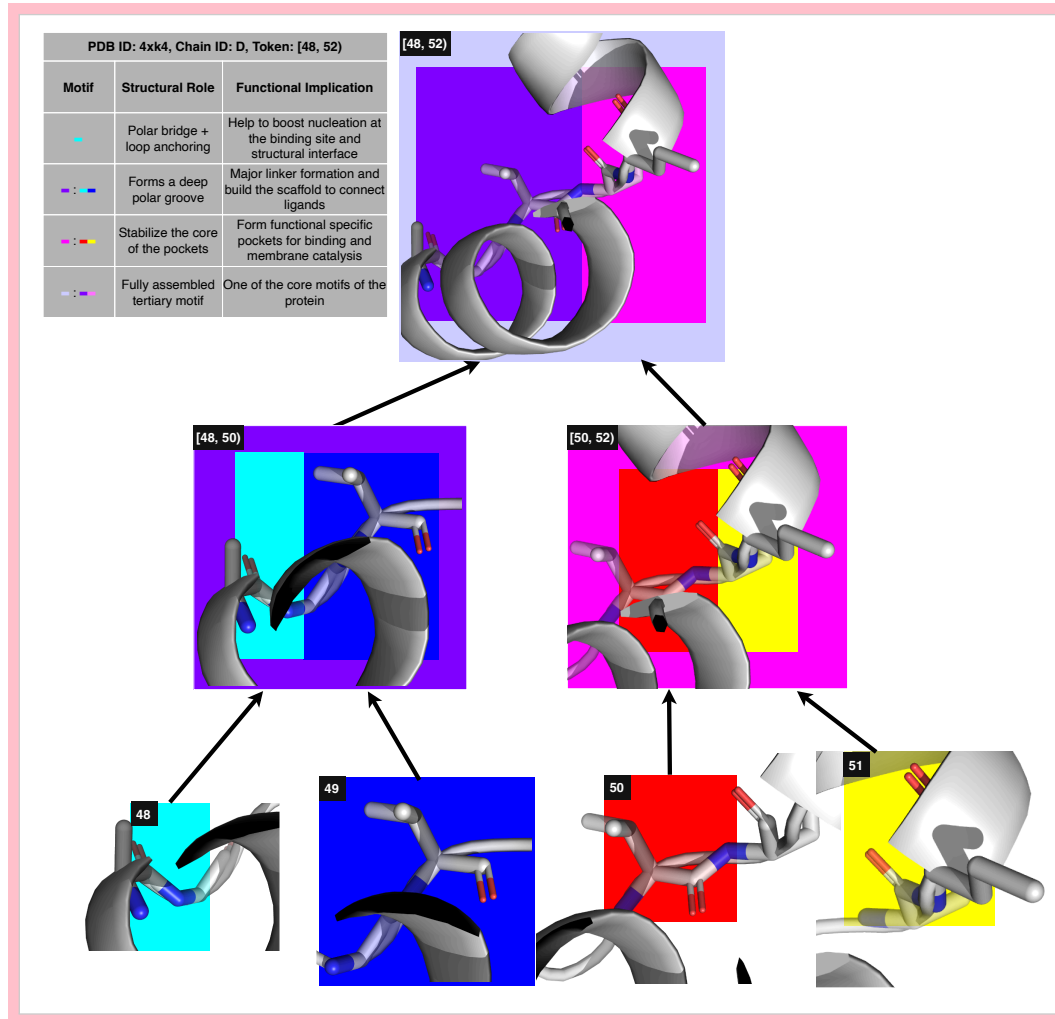 PDB ID: 4xk4, Chain ID: D, Token: [48, 52)
Motif Structural Role Functional Implication
Polar bridge +
loop anchoring
Help to boost nucleation at
the binding site and
structural interface
:
Forms a deep
polar groove
Major linker formation and
build the scaffold to connect
ligands
:
Stabilize the core
of the pockets
Form functional specific
pockets for binding and
membrane catalysis
:
Fully assembled
tertiary motif
One of the core motifs of the
protein
[48, 52)
[48, 50)
[50, 52)
48
49
50
51